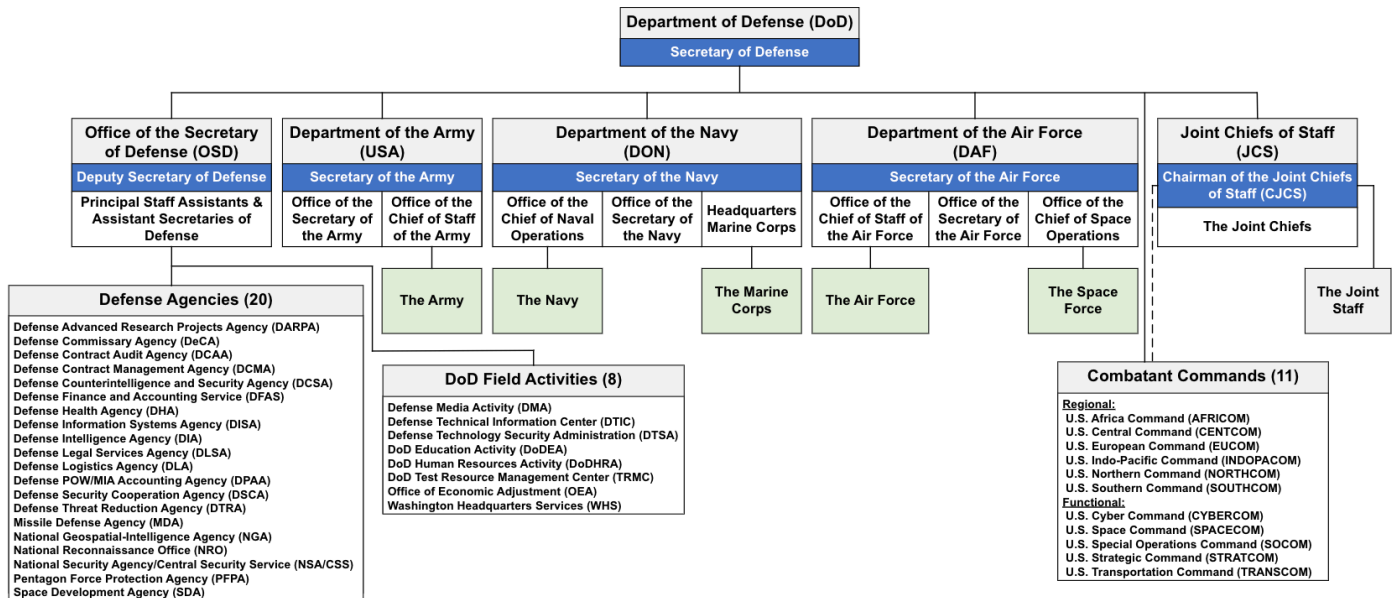 Department of Defense (DoD)
Secretary of Defense
Office of the Secretary
of Defense (OSD)
Deputy Secretary of Defense
Principal Staff Assistants &
Assistant Secretaries of
Defense
Department of the Army
(USA)
Secretary of the Army
Office of the
Secretary of
the Army
Office of the
Chief of Staff
of the Army
The Army
Department of the Navy
(DON)
Secretary of the Navy
Office of the
Chief of Naval
Operations
Office of the
Secretary of
the Navy
Headquarters
Marine Corps
The Navy
The Marine
Corps
Department of the Air Force
(DAF)
Secretary of the Air Force
Office of the
Chief of Staff of
the Air Force
Office of the
Secretary of
the Air Force
Office of the
Chief of Space
Operations
The Air Force
The Space
Force
Joint Chiefs of Staff
(JCS)
Chairman of the Joint Chiefs
of Staff (CJCS)
The Joint Chiefs
The Joint
Staff
Defense Agencies (20)
Defense Advanced Research Projects Agency (DARPA)
Defense Commissary Agency (DeCA)
Defense Contract Audit Agency (DCAA)
Defense Contract Management Agency (DCMA)
Defense Counterintelligence and Security Agency (DCSA)
Defense Finance and Accounting Service (DFAS)
Defense Health Agency (DHA)
Defense Information Systems Agency (DISA)
Defense Intelligence Agency (DIA)
Defense Legal Services Agency (DLSA)
Defense Logistics Agency (DLA)
Defense POW/MIA Accounting Agency (DPAA)
Defense Security Cooperation Agency (DSCA)
Defense Threat Reduction Agency (DTRA)
Missile Defense Agency (MDA)
National Geospatial-Intelligence Agency (NGA)
National Reconnaissance Office (NRO)
National Security Agency/Central Security Service (NSA/CSS)
Pentagon Force Protection Agency (PFPA)
Space Development Agency (SDA)
DoD Field Activities (8)
Defense Media Activity (DMA)
Defense Technical Information Center (DTIC)
Defense Technology Security Administration (DTSA)
DoD Education Activity (DoDEA)
DoD Human Resources Activity (DoDHRA)
DoD Test Resource Management Center (TRMC)
Office of Economic Adjustment (OEA)
Washington Headquarters Services (WHS)
Combatant Commands (11)
Regional:
U.S. Africa Command (AFRICOM)
U.S. Central Command (CENTCOM)
U.S. European Command (EUCOM)
U.S. Indo-Pacific Command (INDOPACOM)
U.S. Northern Command (NORTHCOM)
U.S. Southern Command (SOUTHCOM)
Functional:
U.S. Cyber Command (CYBERCOM)
U.S. Space Command (SPACECOM)
U.S. Special Operations Command (SOCOM)
U.S. Strategic Command (STRATCOM)
U.S. Transportation Command (TRANSCOM)